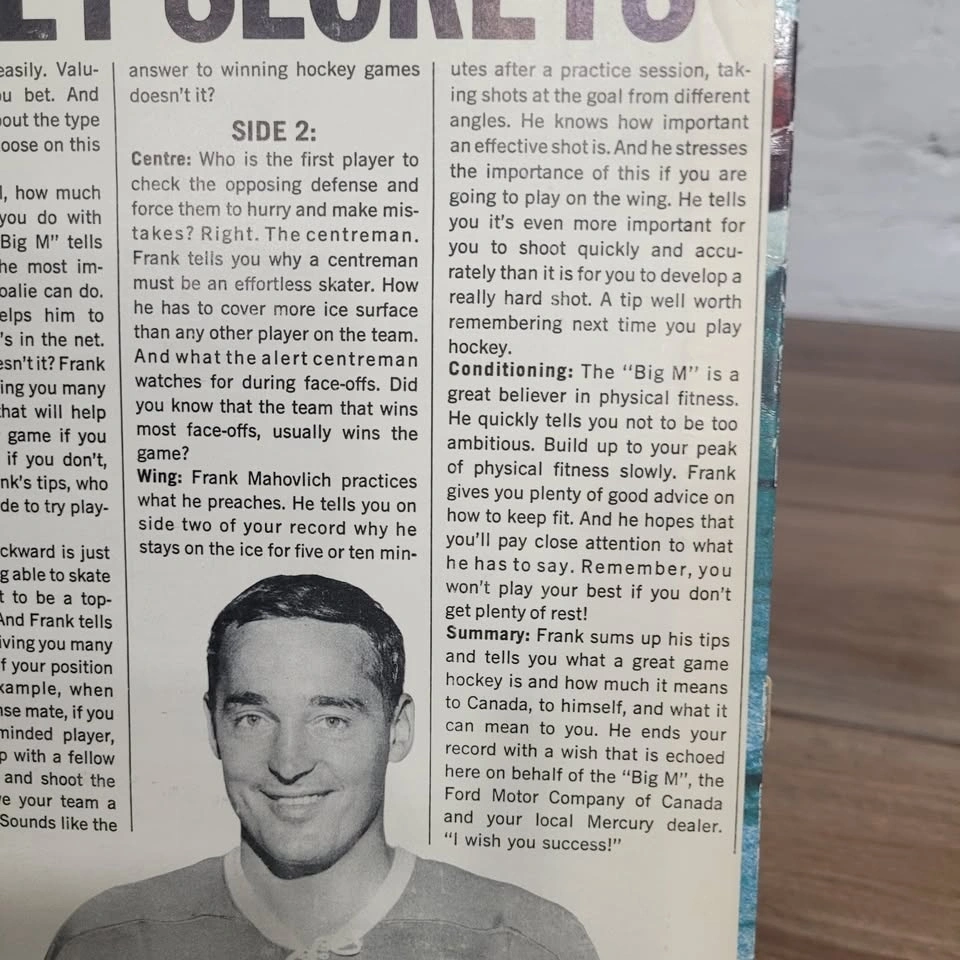 SECRETS
easily. Valu-
bet. And
out the type
on this
how much
you do with
Big M” tells
most im-
can do.
him to
's in the net.
it? Frank
ing you many
that will help
game if you
if you don't,
tips, who
to try play-
is just
able to skate
to be a top-
And Frank tells
many
your position
when
mate, if you
player,
with a fellow
and shoot the
your team a
Sounds like the
answer to winning hockey games
doesn't it?
SIDE 2:
Centre: Who is the first player to
check the opposing defense and
force them to hurry and make mis-
takes? Right. The centreman.
Frank tells you why a centreman
must be an effortless skater. How
he has to cover more ice surface
than any other player on the team.
And what the alert centreman
watches for during face-offs. Did
you know that the team that wins
most face-offs, usually wins the
game?
Wing: Frank Mahovlich practices
what he preaches. He tells you on
side two of your record why he
stays on the ice for five or ten min-
utes after a practice session, tak-
ing shots at the goal from different
angles. He knows how important
an effective shot is. And he stresses
the importance of this if you are
going to play on the wing. He tells
you it's even more important for
you to shoot quickly and accu-
rately than it is for you to develop a
really hard shot. A tip well worth
remembering next time you play
hockey.
Conditioning: The “Big M” is a
great believer in physical fitness.
He quickly tells you not to be too
ambitious. Build up to your peak
of physical fitness slowly. Frank
gives you plenty of good advice on
how to keep fit. And he hopes that
you'll pay close attention to what
he has to say. Remember, you
won't play your best if you don't
get plenty of rest!
Summary: Frank sums up his tips
and tells you what a great game
hockey is and how much it means
to Canada, to himself, and what it
can mean to you. He ends your
record with a wish that is echoed
here on behalf of the “Big M”, the
Ford Motor Company of Canada
and your local Mercury dealer.
“I wish you success!”